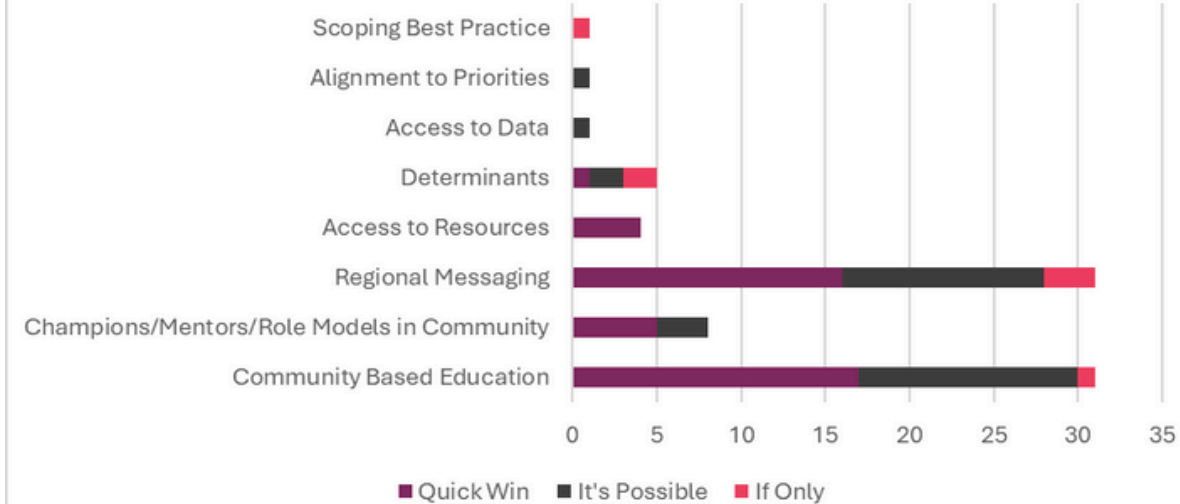 Scoping Best Practice
Alignment to Priorities
Access to Data
Determinants
Access to Resources
Regional Messaging
Champions/Mentors/Role Models in Community
Community Based Education
0 5 10 15 20 25 30 35
Quick Win It's Possible If Only